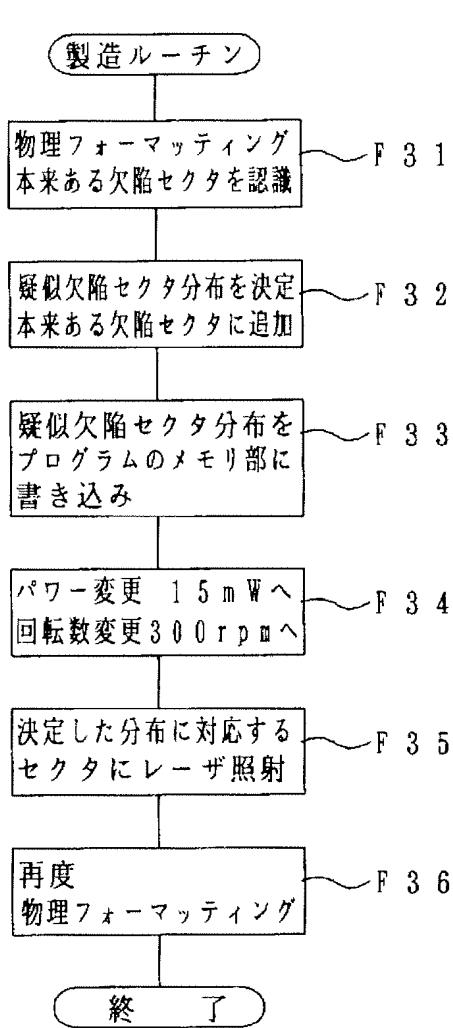 製造ルーチン
物理フォーマッティング
本来ある欠陥セクタを認識
F31
疑似欠陥セクタ分布を決定
本来ある欠陥セクタに追加
F32
疑似欠陥セクタ分布を
プログラムのメモリ部に
書き込み
F33
パワー変更 15mWへ
回転数変更300rpmへ
F34
決定した分布に対応する
セクタにレーザ照射
F35
再度
物理フォーマッティング
F36
終 了